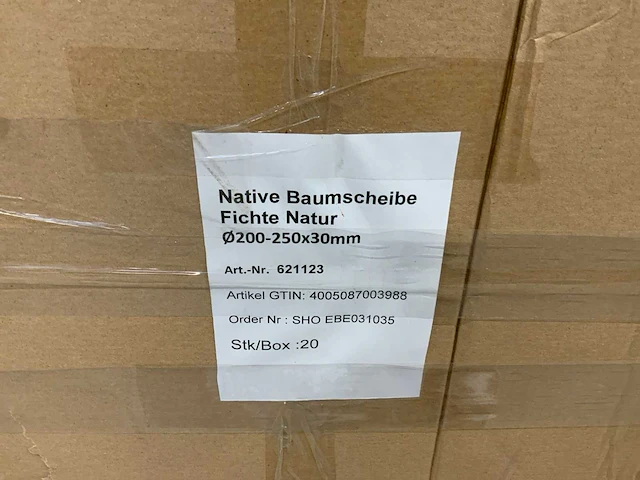 Native Baumscheibe
Fichte Natur
Ø200-250x30mm
Art.-Nr. 621123
Artikel GTIN: 4005087003988
Order Nr : SHO EBE031035
Stk/Box :20